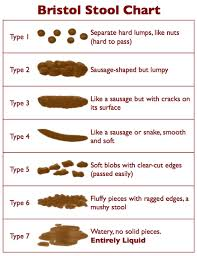 Bristol Stool Chart
Type 1
Separate hard lumps, like nuts
(hard to pass)
Type 2
Sausage-shaped but lumpy
Type 3
Like a sausage but with cracks on
its surface
Type 4
Like a sausage or snake, smooth
and soft
Type 5
Soft blobs with clear-cut edges
(passed easily)
Type 6
Fluffy pieces with ragged edges, a
mushy stool
Type 7
Watery, no solid pieces.
Entirely Liquid